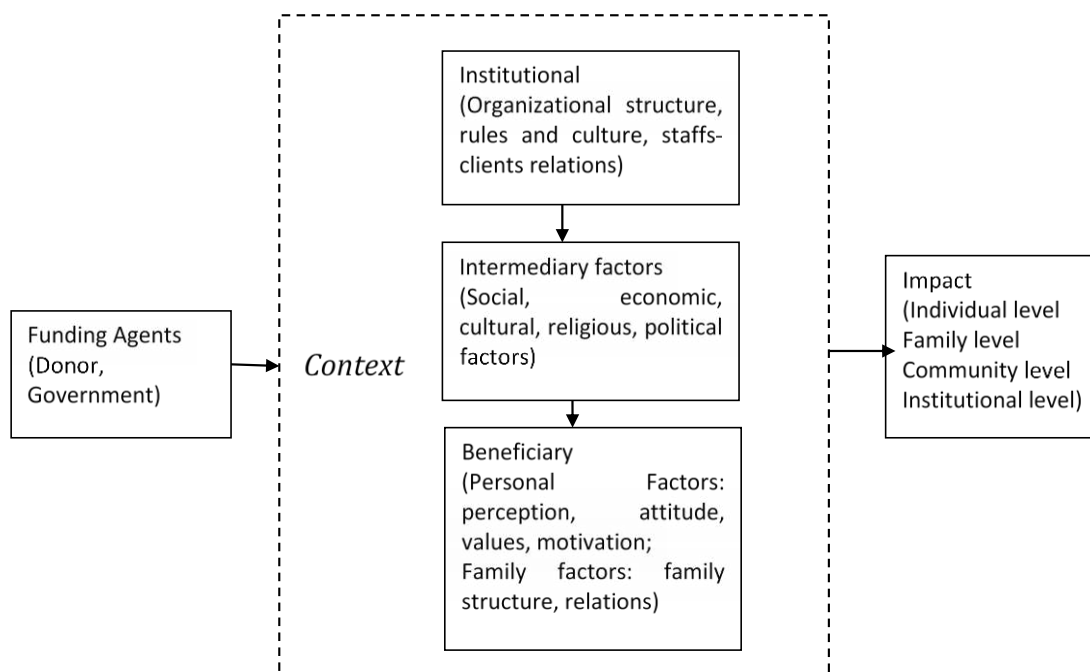 Funding Agents
(Donor,
Government)
Context
Institutional
(Organizational structure,
rules and culture, staffs-
clients relations)
Intermediary factors
(Social, economic,
cultural, religious, political
factors)
Beneficiary
(Personal Factors:
perception, attitude,
values, motivation;
Family factors: family
structure, relations)
Impact
(Individual level
Family level
Community level
Institutional level)